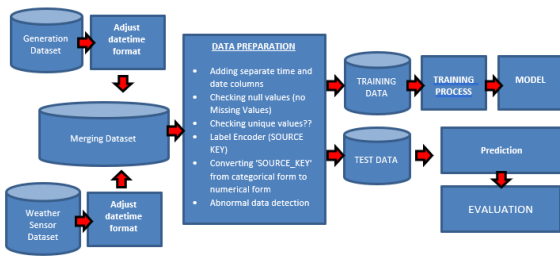 Generation
Dataset
Adjust
datetime
format
Merging Dataset
Weather
Sensor
Dataset
Adjust
datetime
format
DATA PREPARATION
• Adding separate time and
date columns
• Checking null values (no
Missing Values)
• Checking unique values??
• Label Encoder (SOURCE
KEY)
• Converting 'SOURCE_KEY'
from categorical form to
numerical form
• Abnormal data detection
TRAINING
DATA
TRAINING
PROCESS
MODEL
TEST DATA
Prediction
EVALUATION